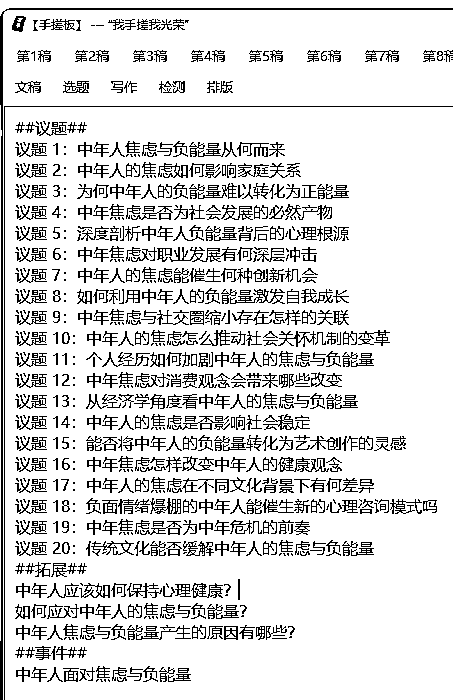 【手搓板】 --- “我手搓我光荣”
第1稿 第2稿 第3稿 第4稿 第5稿 第6稿 第7稿 第8稿
文稿 选题 写作 检测 排版
##议题##
议题 1：中年人焦虑与负能量从何而来
议题 2：中年人的焦虑如何影响家庭关系
议题 3：为何中年人的负能量难以转化为正能量
议题 4：中年焦虑是否为社会发展的必然产物
议题 5：深度剖析中年人负能量背后的心理根源
议题 6：中年焦虑对职业发展有何深层冲击
议题 7：中年人的焦虑能催生何种创新机会
议题 8：如何利用中年人的负能量激发自我成长
议题 9：中年焦虑与社交圈缩小存在怎样的关联
议题 10：中年人的焦虑怎么推动社会关怀机制的变革
议题 11：个人经历如何加剧中年人的焦虑与负能量
议题 12：中年焦虑对消费观念会带来哪些改变
议题 13：从经济学角度看中年人的焦虑与负能量
议题 14：中年人的焦虑是否影响社会稳定
议题 15：能否将中年人的负能量转化为艺术创作的灵感
议题 16：中年焦虑怎样改变中年人的健康观念
议题 17：中年人的焦虑在不同文化背景下有何差异
议题 18：负面情绪爆棚的中年人能催生新的心理咨询模式吗
议题 19：中年焦虑是否为中年危机的前奏
议题 20：传统文化能否缓解中年人的焦虑与负能量
##拓展##
中年人应该如何保持心理健康?
如何应对中年人的焦虑与负能量?
中年人焦虑与负能量产生的原因有哪些?
##事件##
中年人面对焦虑与负能量